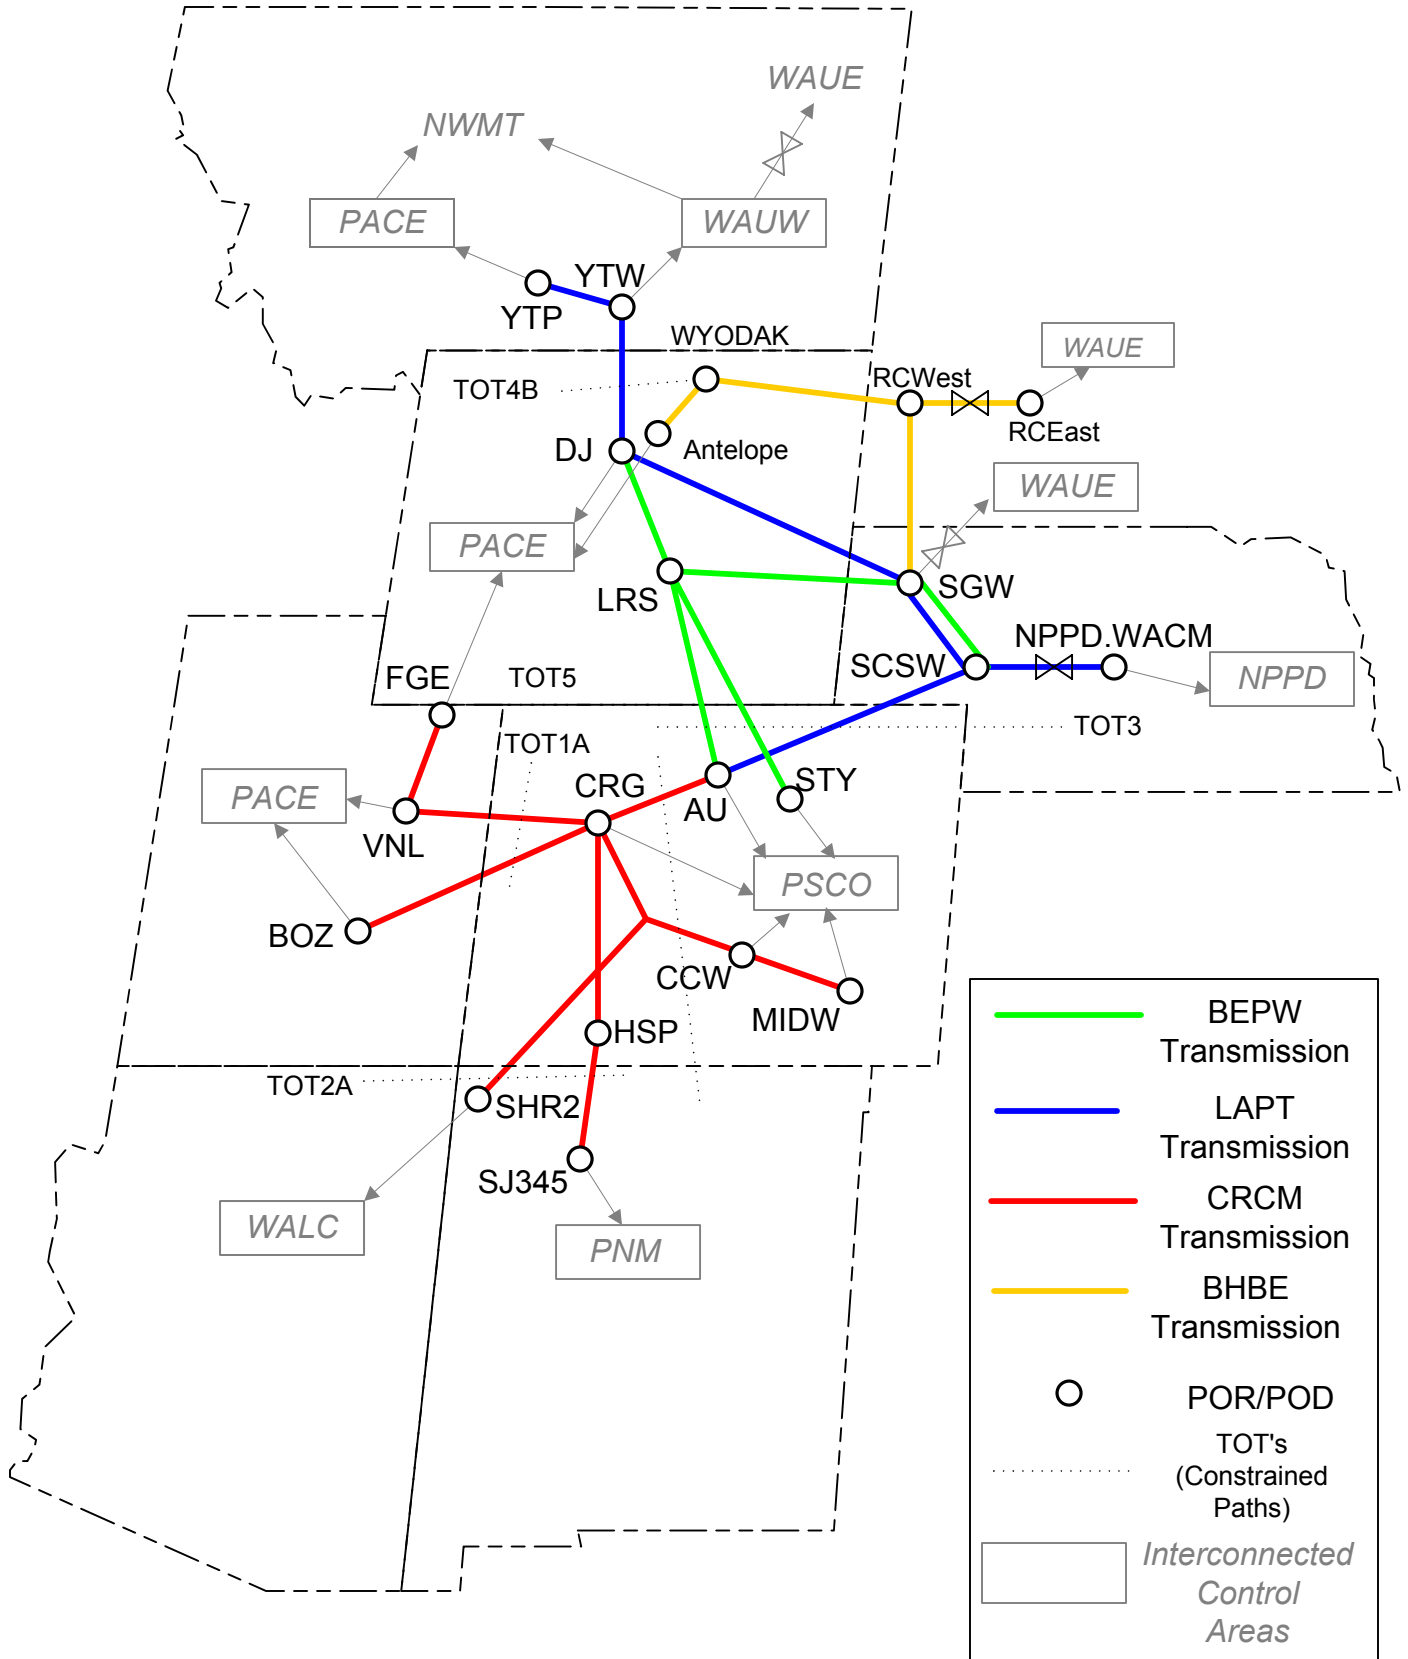 WAUE
NWMT
PACE
WAUW
YTW
YTP
WYODAK
WAUE
TOT4B
RCWest
RCEast
DJ
Antelope
WAUE
PACE
LRS
SGW
NPPD.WACM
SCSW
NPPD
FGE
TOT5
TOT3
TOT1A
CRG
STY
PACE
AU
VNL
PSCO
BOZ
CCW
MIDW
HSP
TOT2A
SHR2
SJ345
WALC
PNM
BEPW
Transmission
LAPT
Transmission
CRCM
Transmission
BHBE
Transmission
POR/POD
TOT's
(Constrained
Paths)
Interconnected
Control
Areas